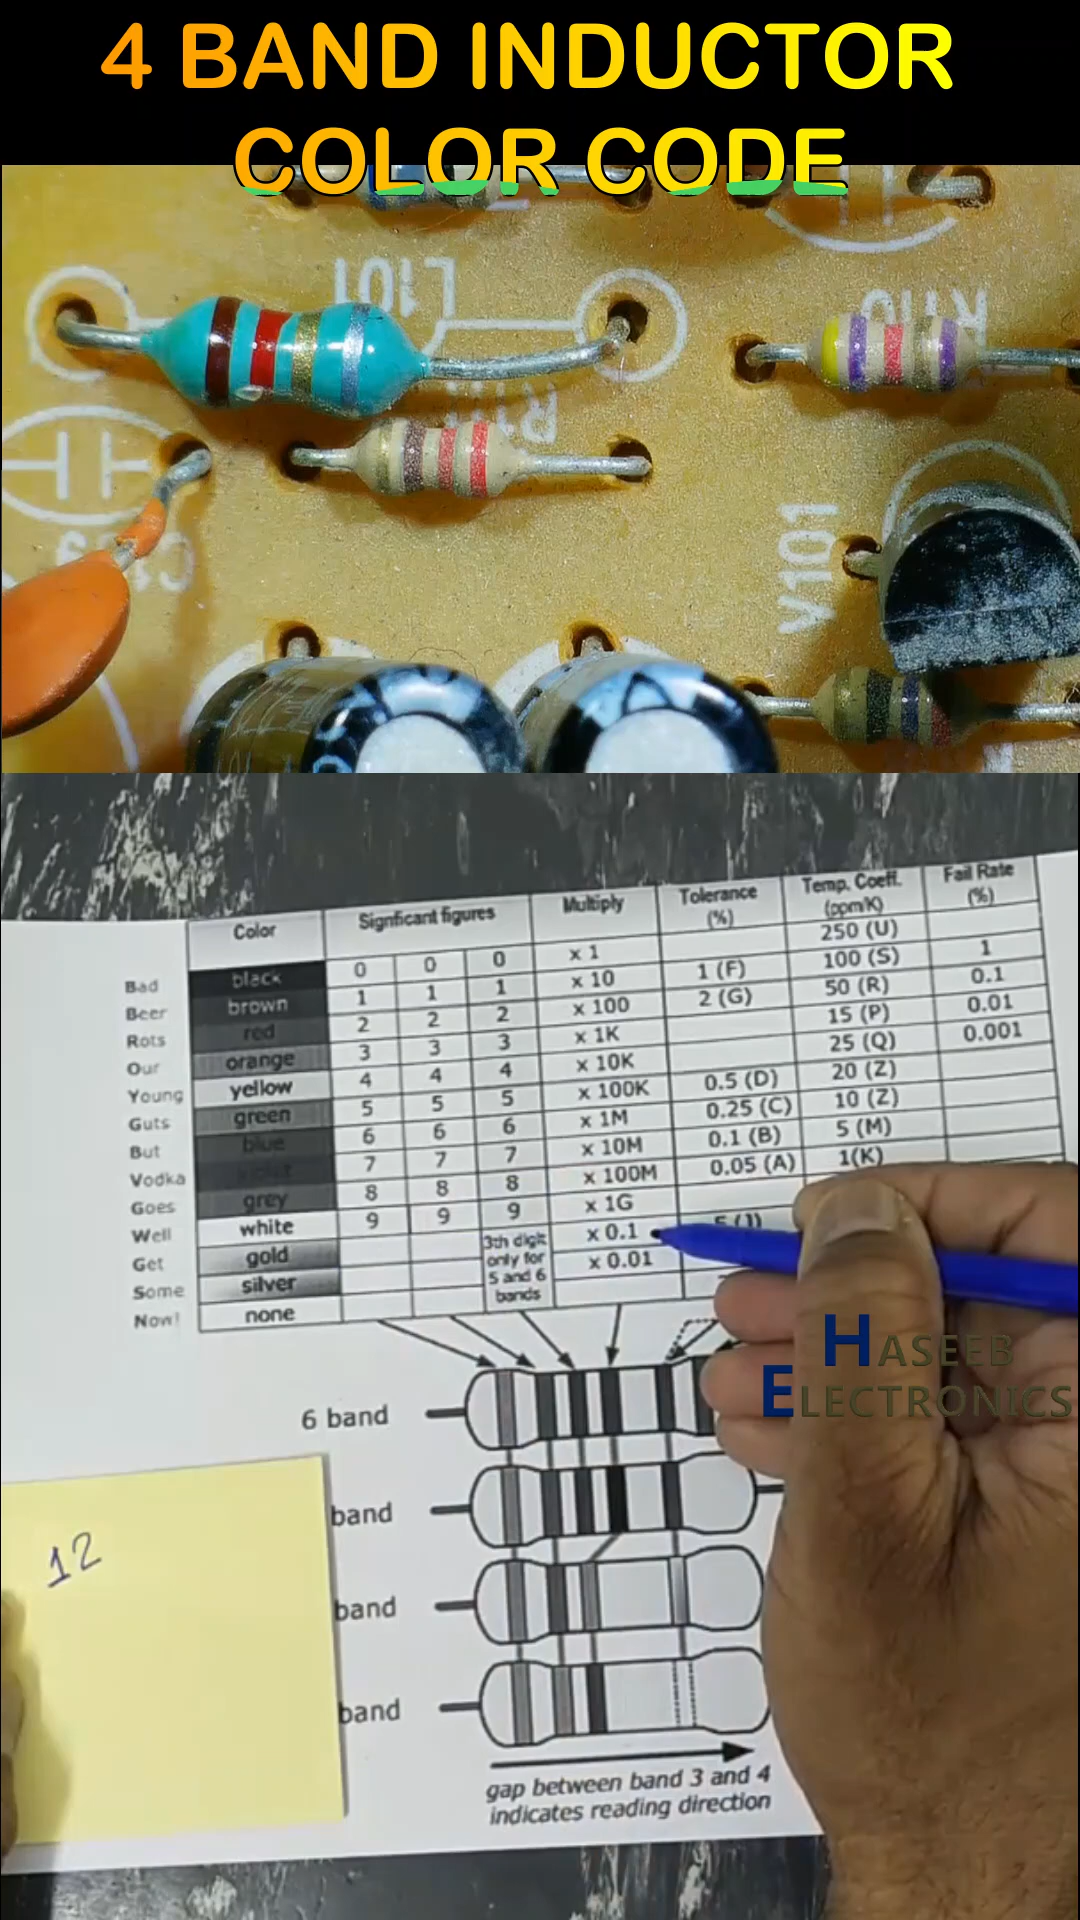 4 BAND INDUCTOR
COLOR CODE
L101
R110
V101
Color Signficant figures Multiply Tolerance (%) Temp. Coeff. (ppm/K) Fail Rate (%)
Bad black 0 0 0 x 1 250 (U)
Beer brown 1 1 1 x 10 1 (F) 100 (S) 1
Rots red 2 2 2 x 100 2 (G) 50 (R) 0.1
Our orange 3 3 3 x 1K 15 (P) 0.01
Young yellow 4 4 4 x 10K 25 (Q) 0.001
Guts green 5 5 5 x 100K 0.5 (D) 20 (Z)
But blue 6 6 6 x 1M 0.25 (C) 10 (Z)
Vodka violet 7 7 7 x 10M 0.1 (B) 5 (M)
Goes grey 8 8 8 x 100M 0.05 (A) 1(K)
Well white 9 9 9 x 1G
Get gold 3th digit x 0.1 5 (J)
Some silver only for x 0.01
Now! none 5 and 6
bands
HASEEB
ELECTRONICS
6 band
band
12
band
band
gap between band 3 and 4
indicates reading direction